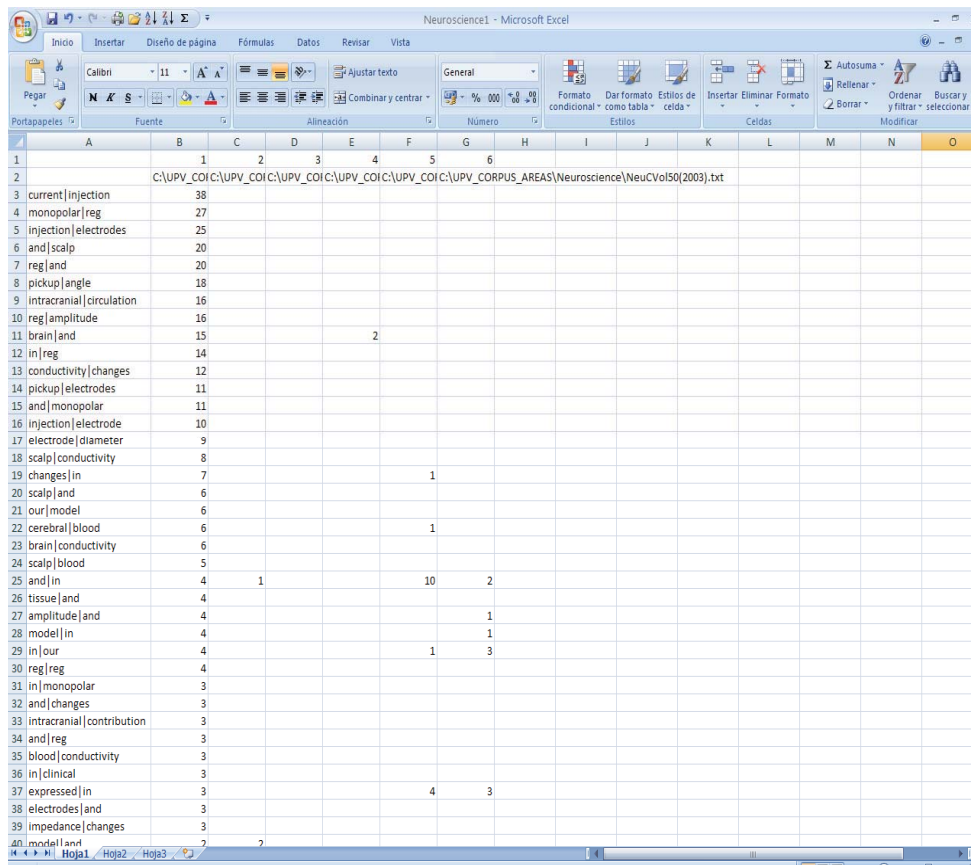 Neuroscience1 - Microsoft Excel
Inicio Insertar Diseño de página Fórmulas Datos Revisar Vista
Calibri 11 A A Ajustar texto General Σ Autosuma
Pegar N K S A Combinar y centrar % 000 Formato condicional Dar formato como tabla Estilos de celda Insertar Eliminar Formato Rellenar Borrar Ordenar y filtrar Buscar y seleccionar
Portapapeles Fuente Alineación Número Estilos Celdas Modificar
A B C D E F G H I J K L M N O
1 1 2 3 4 5 6
2 C:\UPV_COI C:\UPV_COI C:\UPV_COI C:\UPV_COI C:\UPV_COI C:\UPV_CORPUS_AREAS\Neuroscience\NeuCVol50(2003).txt
3 current|injection 38
4 monopolar|reg 27
5 injection|electrodes 25
6 and|scalp 20
7 reg|and 20
8 pickup|angle 18
9 intracranial|circulation 16
10 reg|amplitude 16
11 brain|and 15 2
12 in|reg 14
13 conductivity|changes 12
14 pickup|electrodes 11
15 and|monopolar 11
16 injection|electrode 10
17 electrode|diameter 9
18 scalp|conductivity 8
19 changes|in 7 1
20 scalp|and 6
21 our|model 6
22 cerebral|blood 6 1
23 brain|conductivity 6
24 scalp|blood 5
25 and|in 4 1 10 2
26 tissue|and 4
27 amplitude|and 4 1
28 model|in 4 1
29 in|our 4 1 3
30 reg|reg 4
31 in|monopolar 3
32 and|changes 3
33 intracranial|contribution 3
34 and|reg 3
35 blood|conductivity 3
36 in|clinical 3
37 expressed|in 3 4 3
38 electrodes|and 3
39 impedance|changes 3
40 model|and 2 2
Hoja1 Hoja2 Hoja3